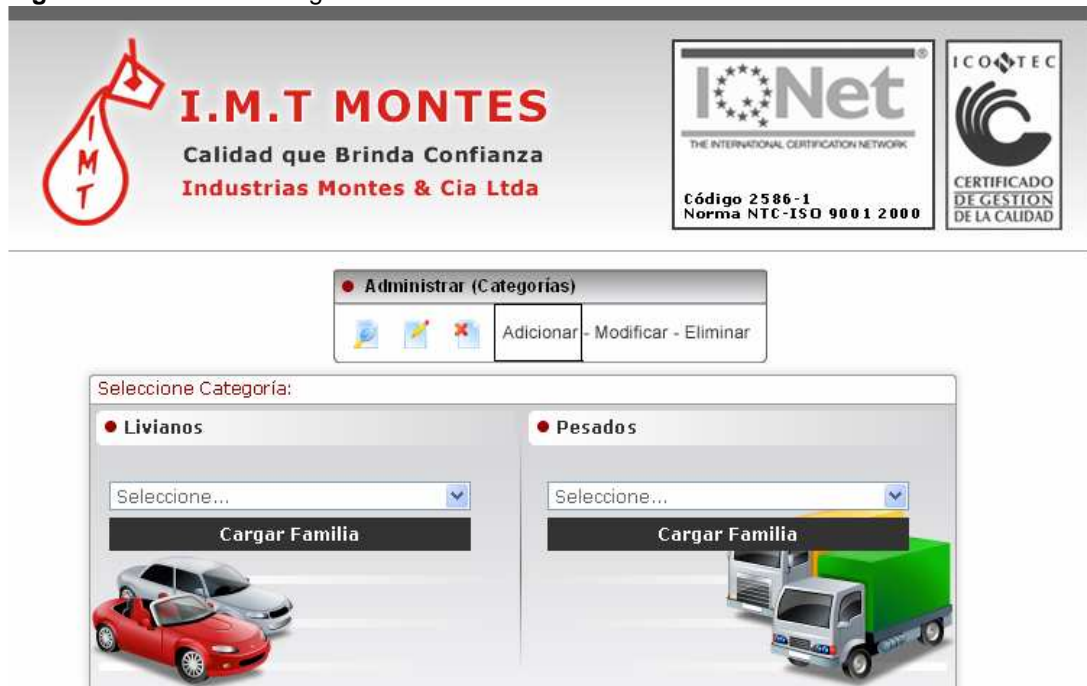 I.M.T MONTES
Calidad que Brinda Confianza
Industrias Montes & Cia Ltda
I
M
T
IQNet
®
THE INTERNATIONAL CERTIFICATION NETWORK
Código 2586-1
Norma NTC-ISO 9001 2000
ICONTEC
CERTIFICADO
DE GESTION
DE LA CALIDAD
Administrar (Categorías)
Adicionar - Modificar - Eliminar
Seleccione Categoría:
Livianos
Pesados
Seleccione...
Seleccione...
Cargar Familia
Cargar Familia